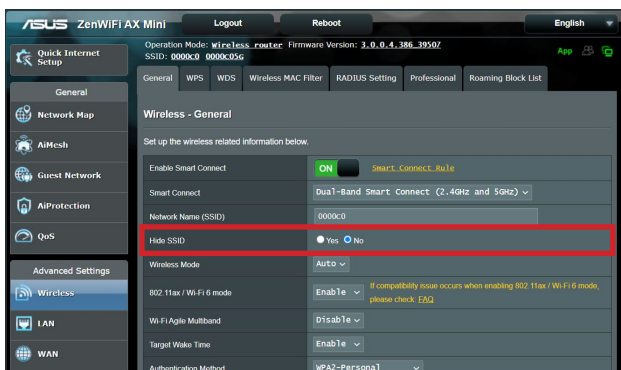 ASUS ZenWiFi AX Mini Logout Reboot English
Quick Internet Setup
Operation Mode: Wireless router Firmware Version: 3.0.0.4.386_39507
SSID: 0000c0 0000c05G
App
General WPS WDS Wireless MAC Filter RADIUS Setting Professional Roaming Block List
General
Network Map
AiMesh
Guest Network
AiProtection
QoS
Advanced Settings
Wireless
LAN
WAN
Wireless - General
Set up the wireless related information below.
Enable Smart Connect ON Smart Connect Rule
Smart Connect Dual-Band Smart Connect (2.4GHz and 5GHz)
Network Name (SSID) 0000c0
Hide SSID Yes No
Wireless Mode Auto
802.11ax / Wi-Fi 6 mode Enable If compatibility issue occurs when enabling 802.11ax / Wi-Fi 6 mode,
please check: FAQ
Wi-Fi Agile Multiband Disable
Target Wake Time Enable
Authentication Method WPA2-Personal